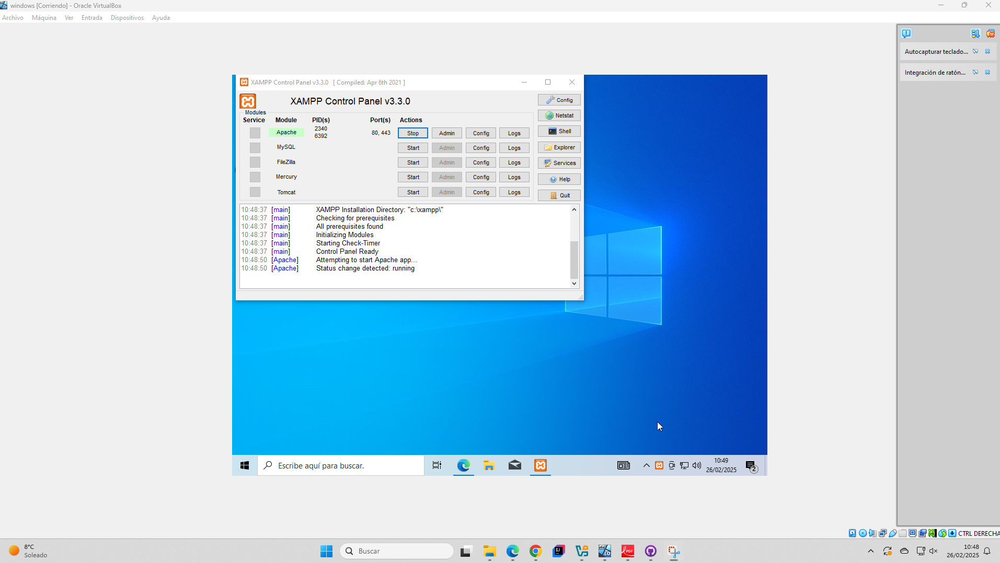 windows [Corriendo] - Oracle VirtualBox
Archivo Máquina Ver Entrada Dispositivos Ayuda
Autocapturar teclado...
Integración de ratón...
XAMPP Control Panel v3.3.0 [ Compiled: Apr 6th 2021 ]
XAMPP Control Panel v3.3.0
Config
Modules
Netstat
Service Module PID(s) Port(s) Actions
Apache 2340 6392 80, 443 Stop Admin Config Logs
Shell
MySQL Start Admin Config Logs
Explorer
FileZilla Start Admin Config Logs
Services
Mercury Start Admin Config Logs
Help
Tomcat Start Admin Config Logs
Quit
10:48:37 [main] XAMPP Installation Directory: "c:\xampp\"
10:48:37 [main] Checking for prerequisites
10:48:37 [main] All prerequisites found
10:48:37 [main] Initializing Modules
10:48:37 [main] Starting Check-Timer
10:48:37 [main] Control Panel Ready
10:48:50 [Apache] Attempting to start Apache app...
10:48:50 [Apache] Status change detected: running
Escribe aquí para buscar.
10:49
26/02/2025
2
CTRL DERECHA
8°C
Soleado
Buscar
10:48
26/02/2025